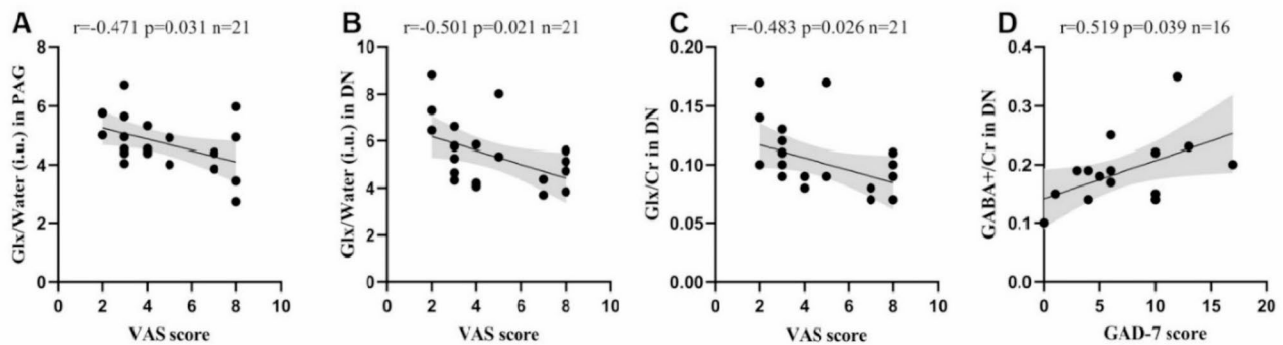 A
r=-0.471 p=0.031 n=21
Glx/Water (i.u.) in PAG
8
6
4
2
0
0 2 4 6 8 10
VAS score
B
r=-0.501 p=0.021 n=21
Glx/Water (i.u.) in DN
10
8
6
4
2
0
0 2 4 6 8 10
VAS score
C
r=-0.483 p=0.026 n=21
Glx/Cr in DN
0.20
0.15
0.10
0.05
0.00
0 2 4 6 8 10
VAS score
D
r=0.519 p=0.039 n=16
GABA+/Cr in DN
0.4
0.3
0.2
0.1
0.0
0 5 10 15 20
GAD-7 score